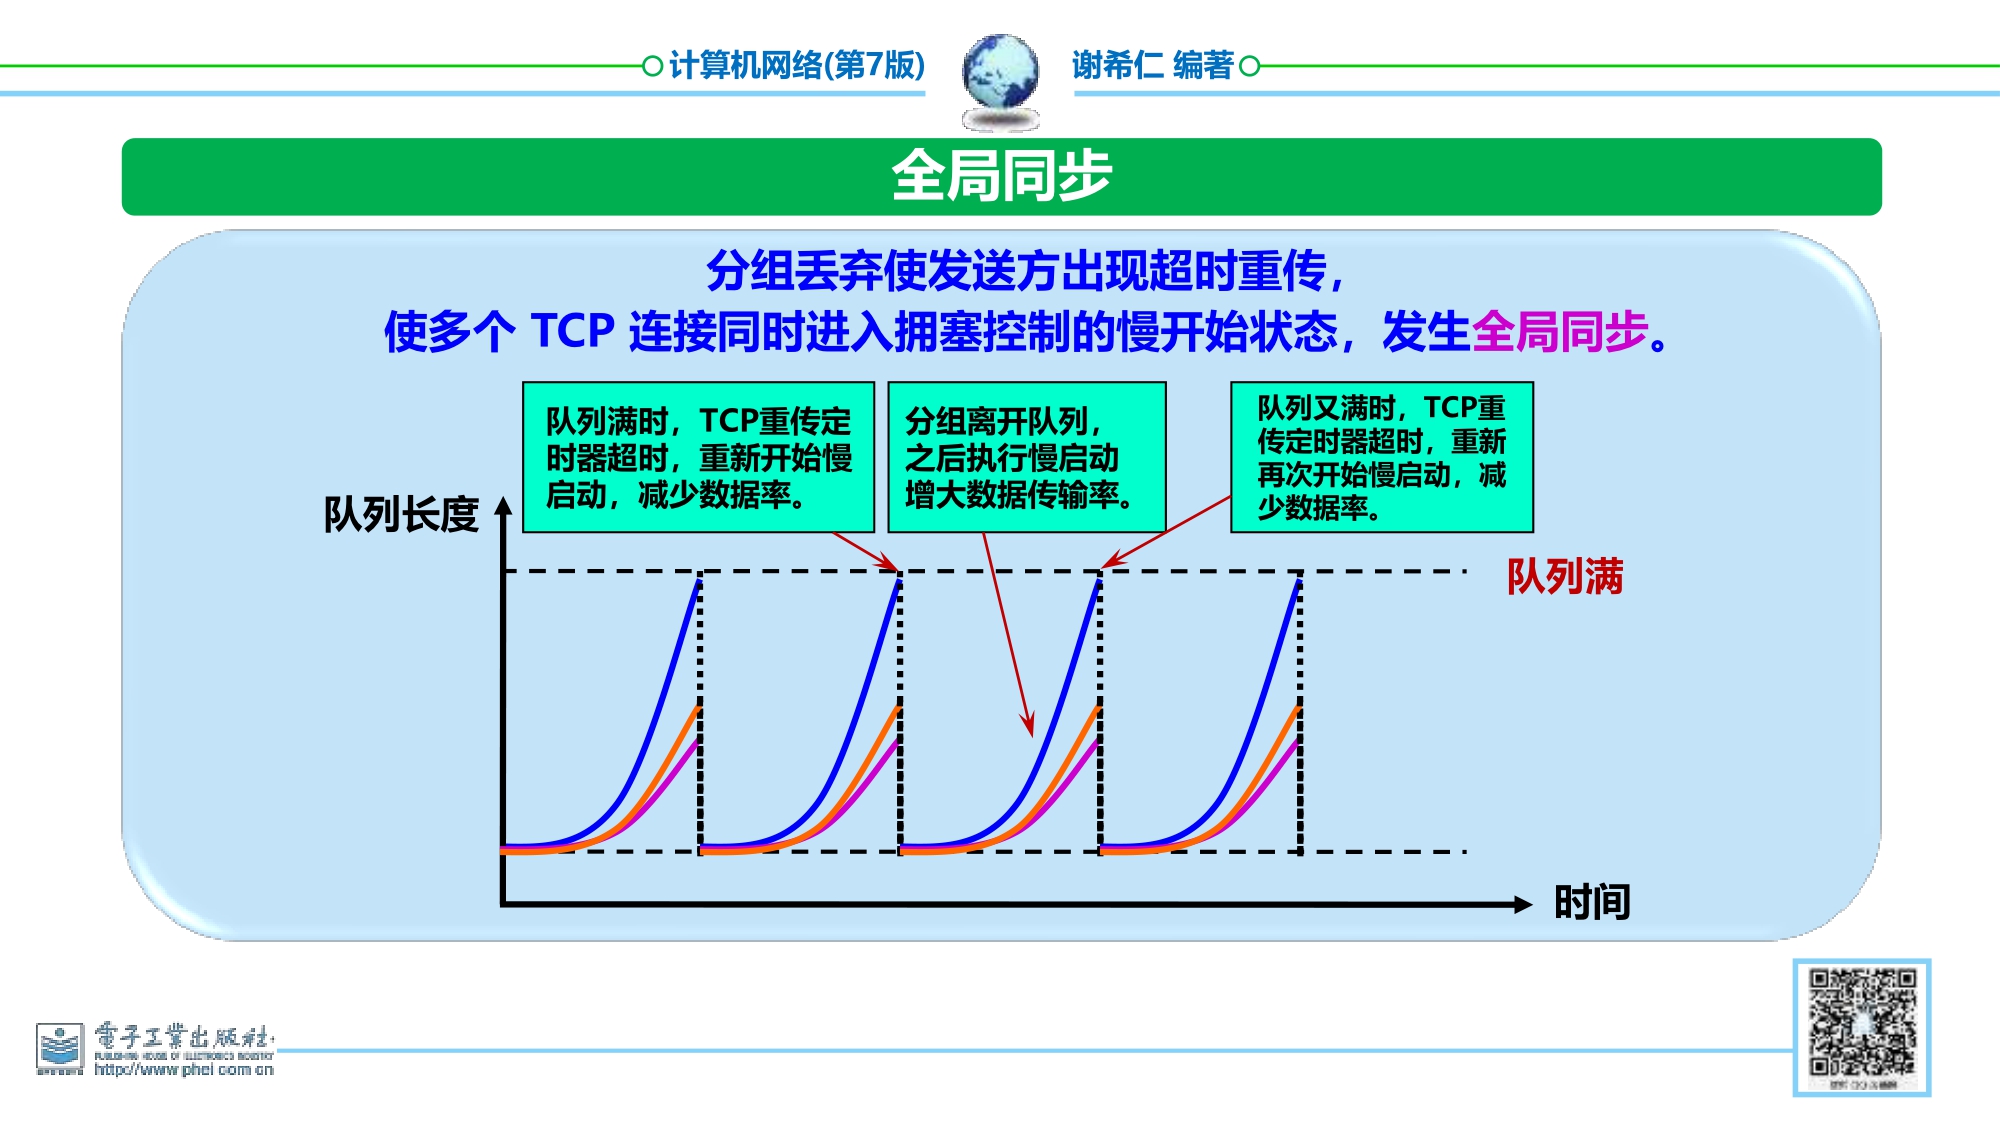 计算机网络(第7版)
谢希仁 编著
全局同步
分组丢弃使发送方出现超时重传，
使多个 TCP 连接同时进入拥塞控制的慢开始状态，发生全局同步。
队列满时，TCP重传定
时器超时，重新开始慢
启动，减少数据率。
分组离开队列，
之后执行慢启动
增大数据传输率。
队列又满时，TCP重
传定时器超时，重新
再次开始慢启动，减
少数据率。
队列长度
队列满
时间
電子工業出版社
PUBLISHING HOUSE OF ELECTRONICS INDUSTRY
http://www.phei.com.cn